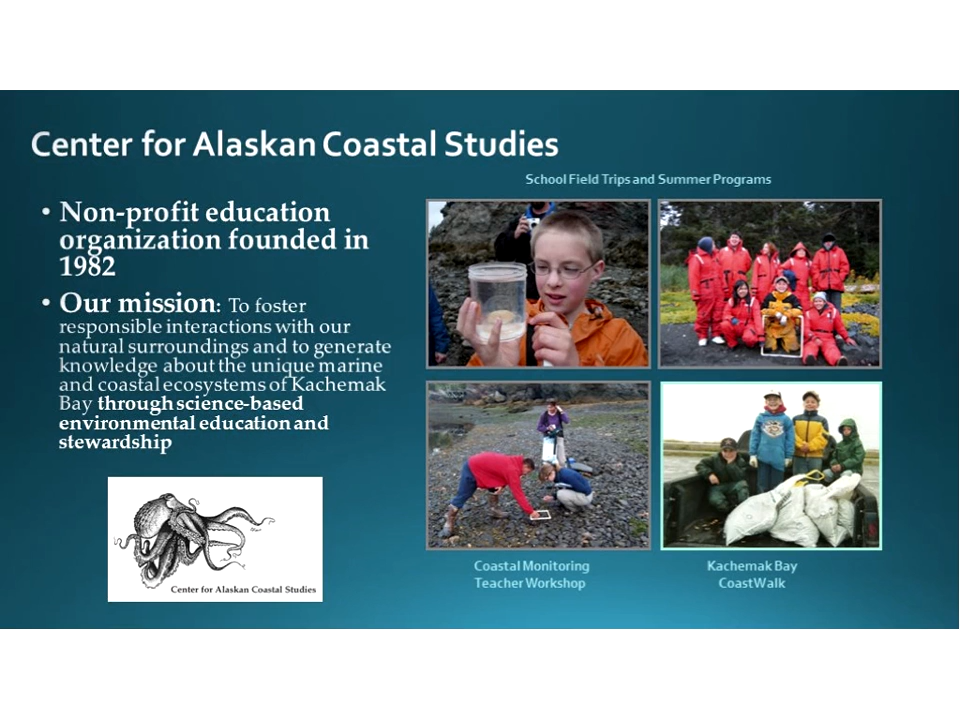 Center for Alaskan Coastal Studies
School Field Trips and Summer Programs
• Non-profit education
organization founded in
1982
• Our mission: To foster
responsible interactions with our
natural surroundings and to generate
knowledge about the unique marine
and coastal ecosystems of Kachemak
Bay through science-based
environmental education and
stewardship
Center for Alaskan Coastal Studies
Coastal Monitoring
Teacher Workshop
Kachemak Bay
CoastWalk